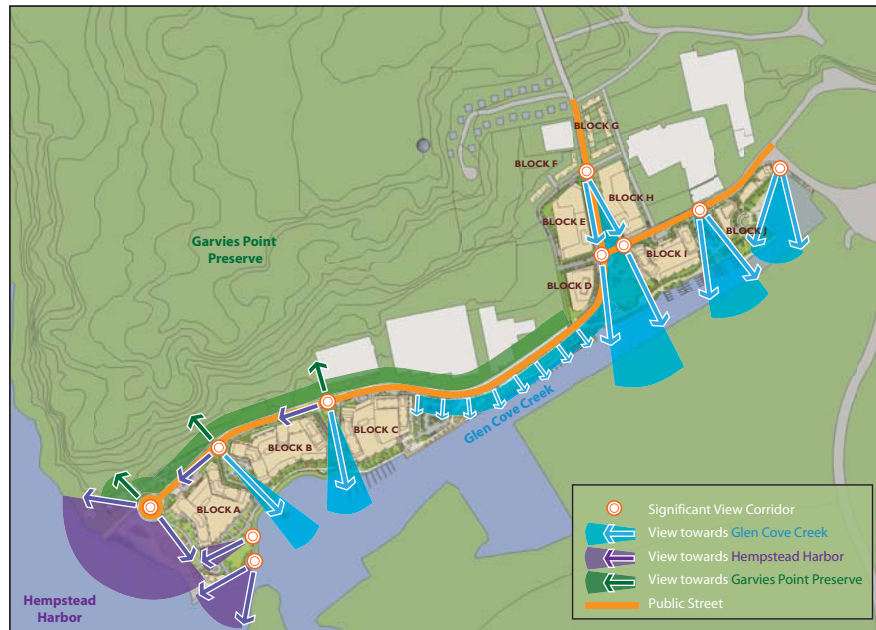 BLOCK G
BLOCK F
BLOCK H
BLOCK E
BLOCK J
BLOCK I
Garvies Point
Preserve
BLOCK D
Glen Cove Creek
BLOCK C
BLOCK B
BLOCK A
Hempstead
Harbor
Significant View Corridor
View towards Glen Cove Creek
View towards Hempstead Harbor
View towards Garvies Point Preserve
Public Street